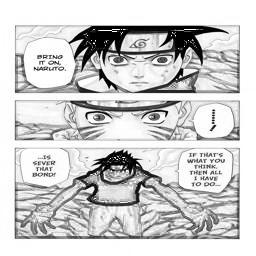 BRING
IT ON,
NARUTO.
......!
IF THAT'S
WHAT YOU
THINK,
THEN ALL
I HAVE
TO DO...
...IS
SEVER
THAT
BOND!